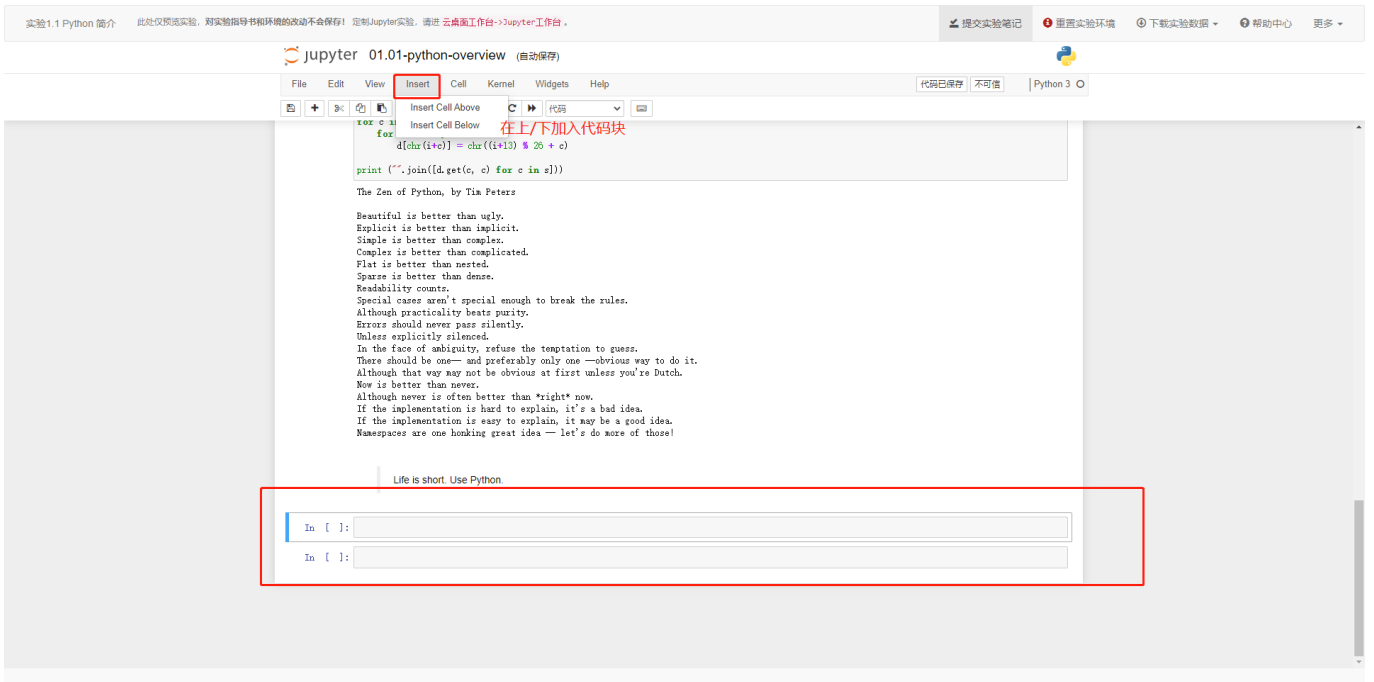 实验1.1 Python 简介 此处仅预览实验，对实验指导书和环境的改动不会保存！ 定制Jupyter实验，请进 云桌面工作台->Jupyter工作台 。 提交实验笔记 重置实验环境 下载实验数据 帮助中心 更多
jupyter 01.01-python-overview (自动保存)
File Edit View Insert Cell Kernel Widgets Help 代码已保存 不可信 Python 3
Insert Cell Above 代码
Insert Cell Below 在上/下加入代码块
for c in
for
d[chr(i+c)] = chr((i+13) % 26 + c)
print ("".join([d.get(c, c) for c in s]))
The Zen of Python, by Tim Peters
Beautiful is better than ugly.
Explicit is better than implicit.
Simple is better than complex.
Complex is better than complicated.
Flat is better than nested.
Sparse is better than dense.
Readability counts.
Special cases aren't special enough to break the rules.
Although practicality beats purity.
Errors should never pass silently.
Unless explicitly silenced.
In the face of ambiguity, refuse the temptation to guess.
There should be one-- and preferably only one --obvious way to do it.
Although that way may not be obvious at first unless you're Dutch.
Now is better than never.
Although never is often better than *right* now.
If the implementation is hard to explain, it's a bad idea.
If the implementation is easy to explain, it may be a good idea.
Namespaces are one honking great idea -- let's do more of those!
Life is short. Use Python.
In [ ]:
In [ ]: